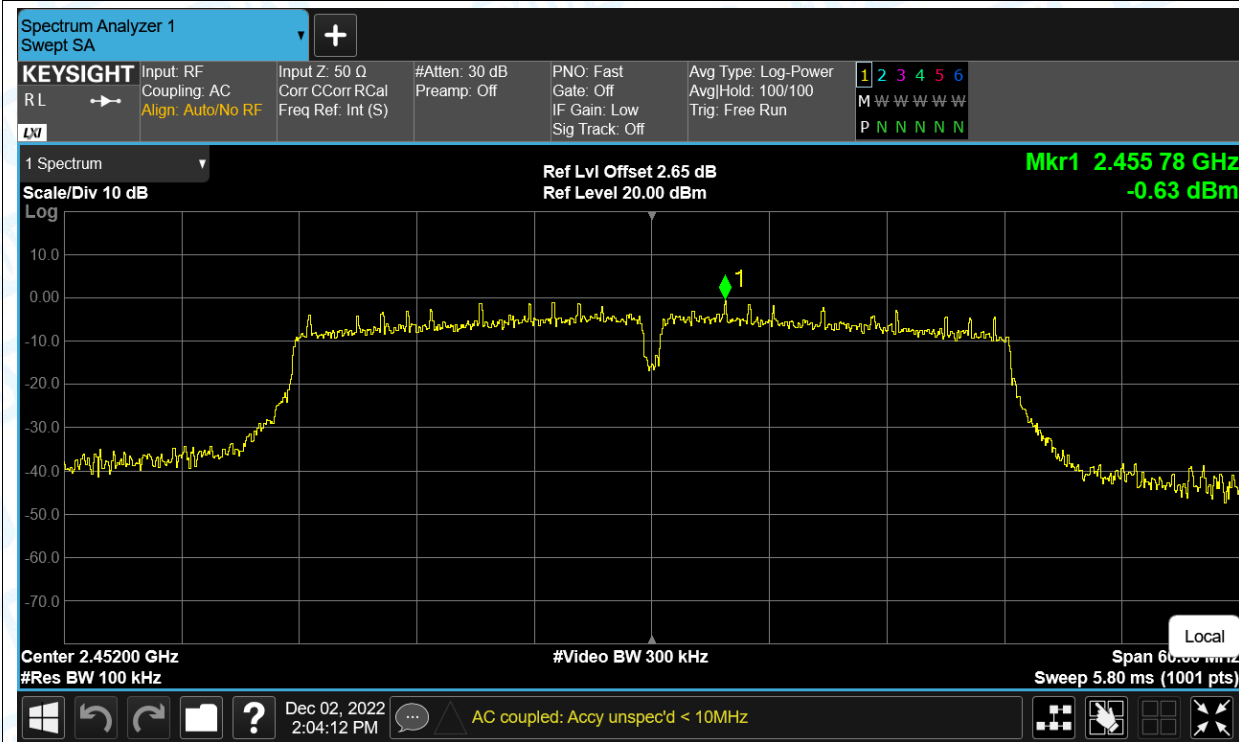 Spectrum Analyzer 1
Swept SA
KEYSIGHT
R L
LXI
Input: RF
Coupling: AC
Align: Auto/No RF
Input Z: 50 Ω
Corr CCorr RCal
Freq Ref: Int (S)
#Atten: 30 dB
Preamp: Off
PNO: Fast
Gate: Off
IF Gain: Low
Sig Track: Off
Avg Type: Log-Power
Avg|Hold: 100/100
Trig: Free Run
1 2 3 4 5 6
M W W W W W
P N N N N N
1 Spectrum
Scale/Div 10 dB
Log
Ref Lvl Offset 2.65 dB
Ref Level 20.00 dBm
Mkr1 2.455 78 GHz
-0.63 dBm
1
10.0
0.00
-10.0
-20.0
-30.0
-40.0
-50.0
-60.0
-70.0
Local
Center 2.45200 GHz
#Res BW 100 kHz
#Video BW 300 kHz
Span 60.00 MHz
Sweep 5.80 ms (1001 pts)
?
Dec 02, 2022
2:04:12 PM
AC coupled: Accy unspec'd < 10MHz